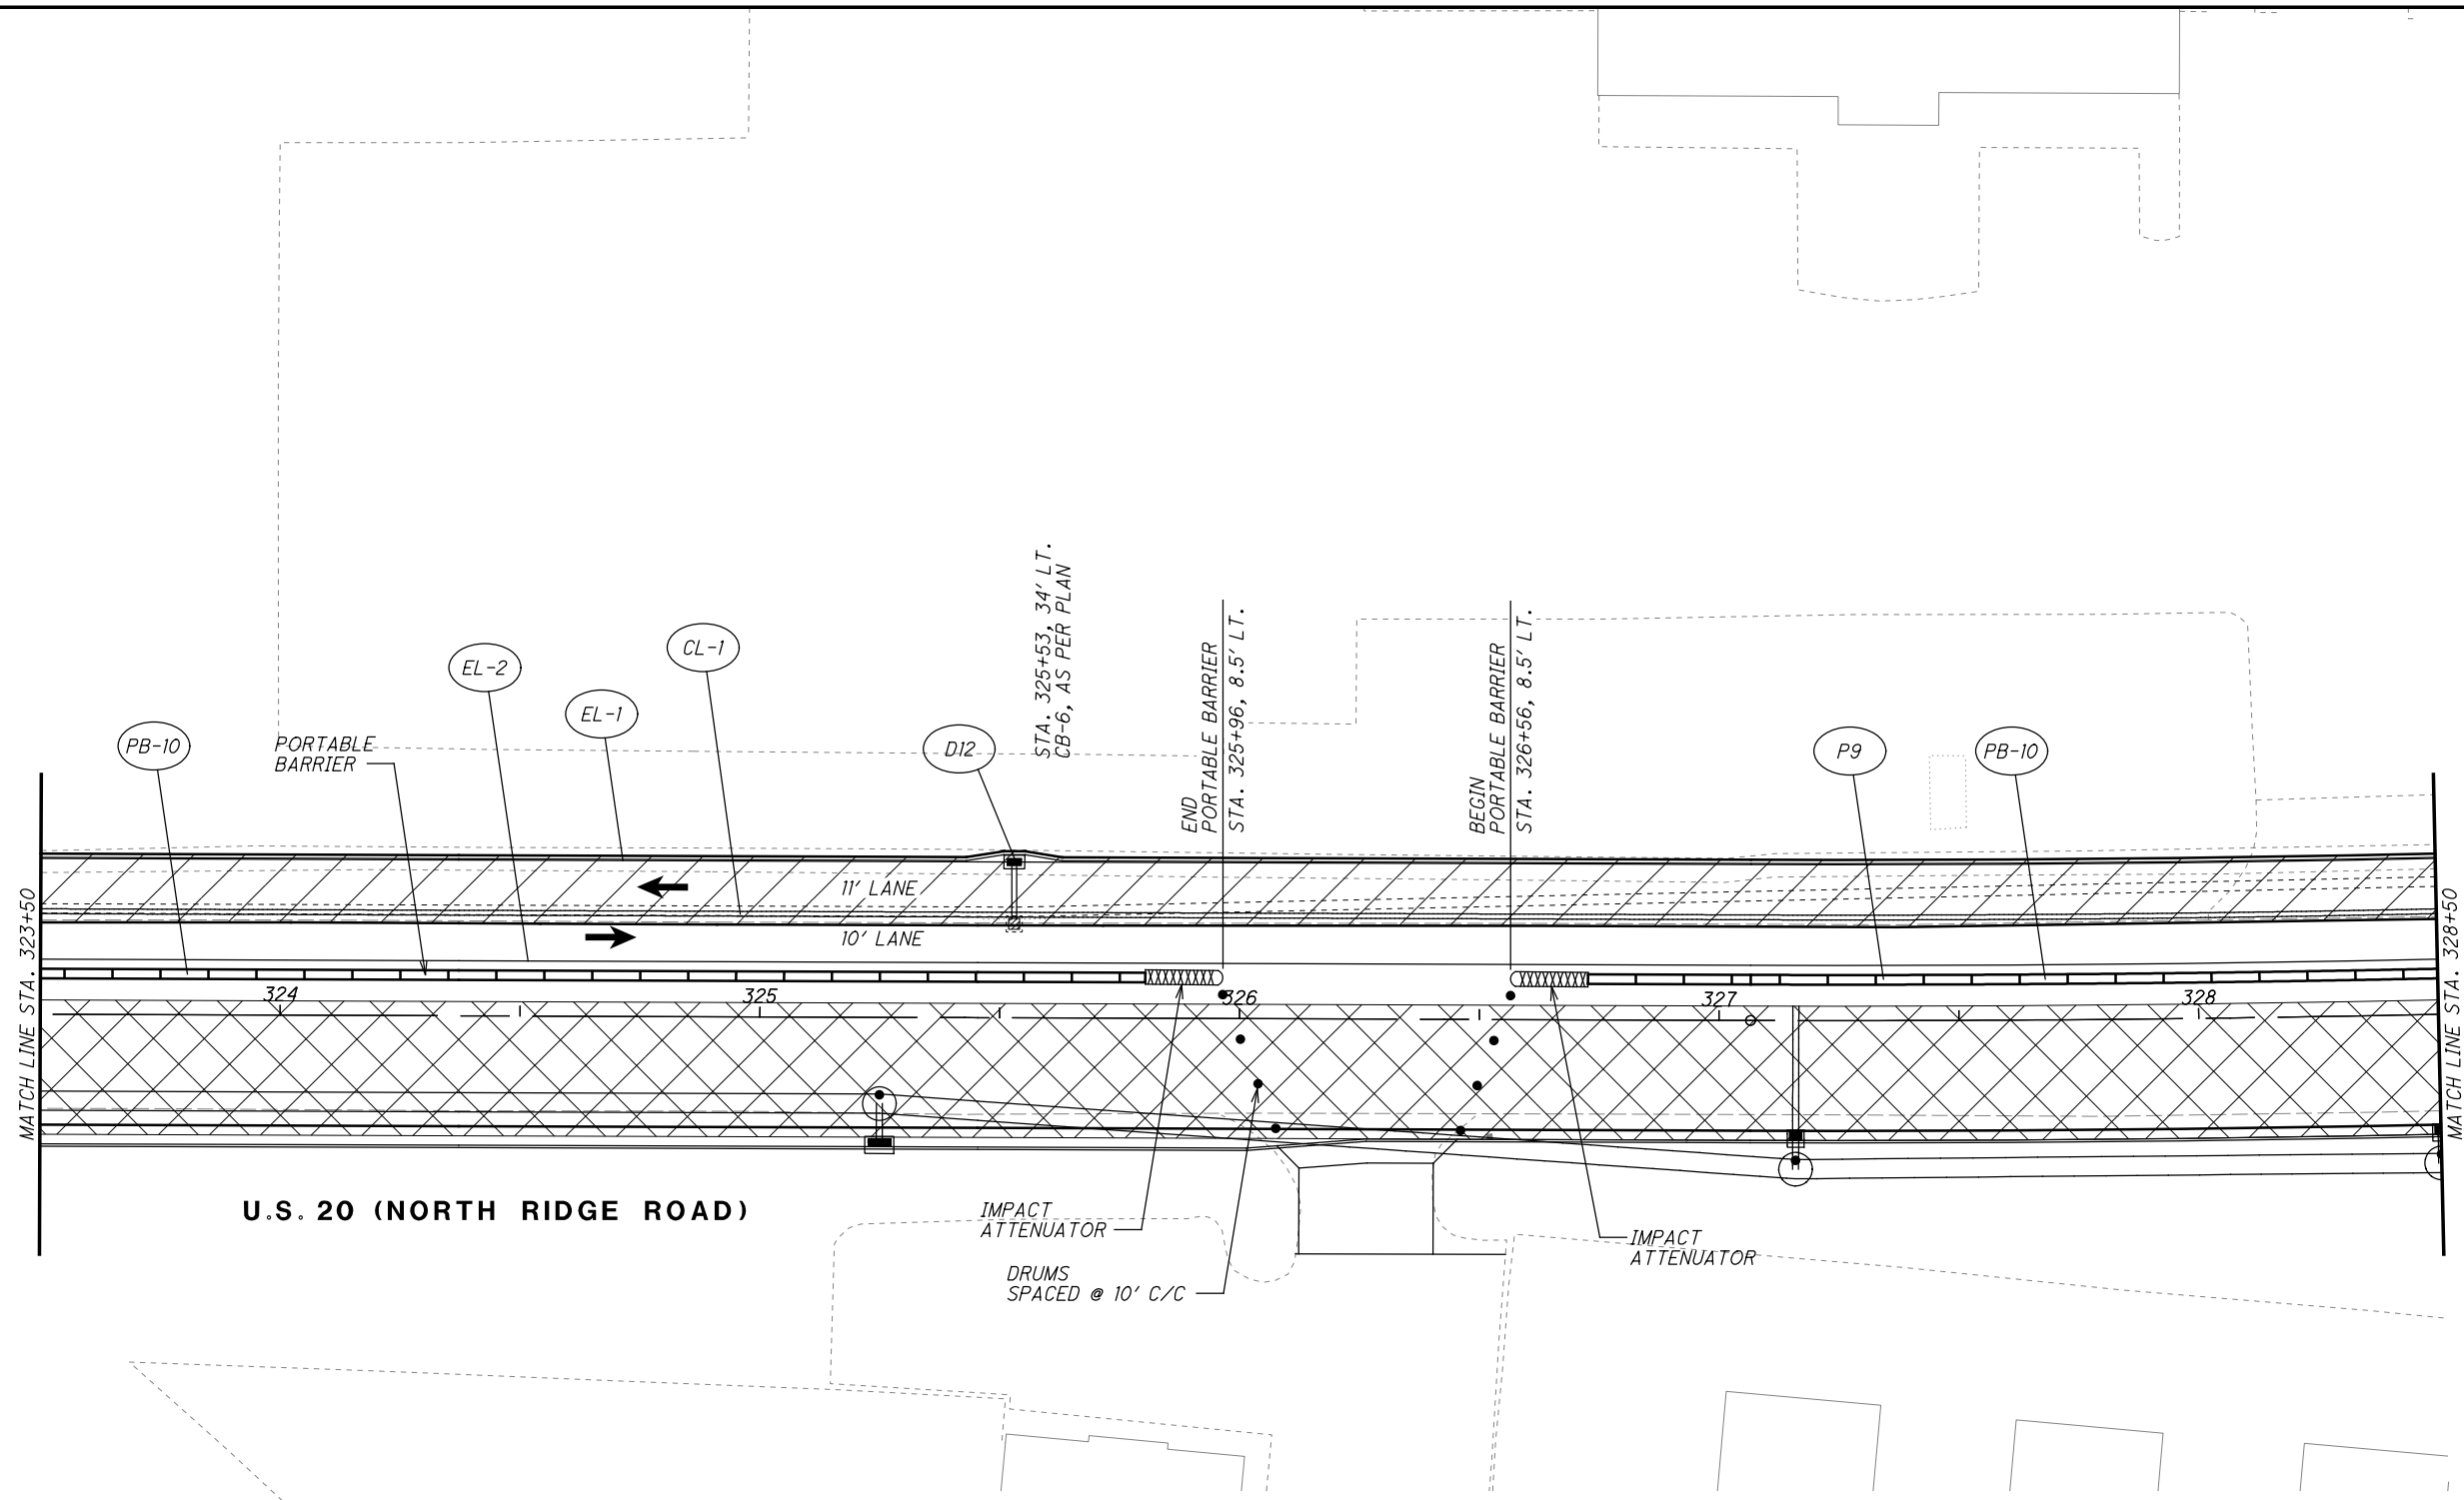 STA. 325+53, 34' LT.
CB-6, AS PER PLAN
END
PORTABLE BARRIER
STA. 325+96, 8.5' LT.
BEGIN
PORTABLE BARRIER
STA. 326+56, 8.5' LT.
CL-1
EL-2
EL-1
PB-10
PORTABLE
BARRIER
D12
P9
PB-10
MATCH LINE STA. 323+50
11' LANE
10' LANE
324
325
326
327
328
MATCH LINE STA. 328+50
U.S. 20 (NORTH RIDGE ROAD)
IMPACT
ATTENUATOR
DRUMS
SPACED @ 10' C/C
IMPACT
ATTENUATOR